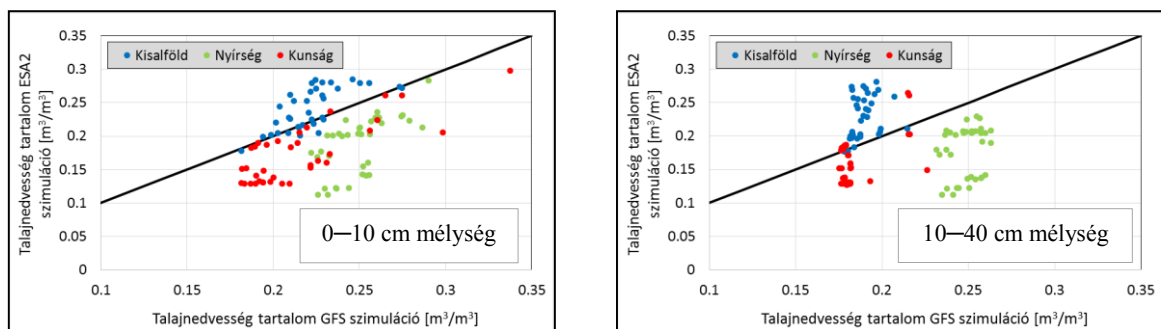 Talajnedvesség tartalom ESA2
szimuláció [m³/m³]
0.35
0.3
0.25
0.2
0.15
0.1
0.05
0
Kisalföld Nyírség Kunság
0─10 cm mélység
0.1 0.15 0.2 0.25 0.3 0.35
Talajnedvesség tartalom GFS szimuláció [m³/m³]
Talajnedvesség tartalom ESA2
szimuláció [m³/m³]
0.35
0.3
0.25
0.2
0.15
0.1
0.05
0
Kisalföld Nyírség Kunság
10─40 cm mélység
0.1 0.15 0.2 0.25 0.3 0.35
Talajnedvesség tartalom GFS szimuláció [m³/m³]